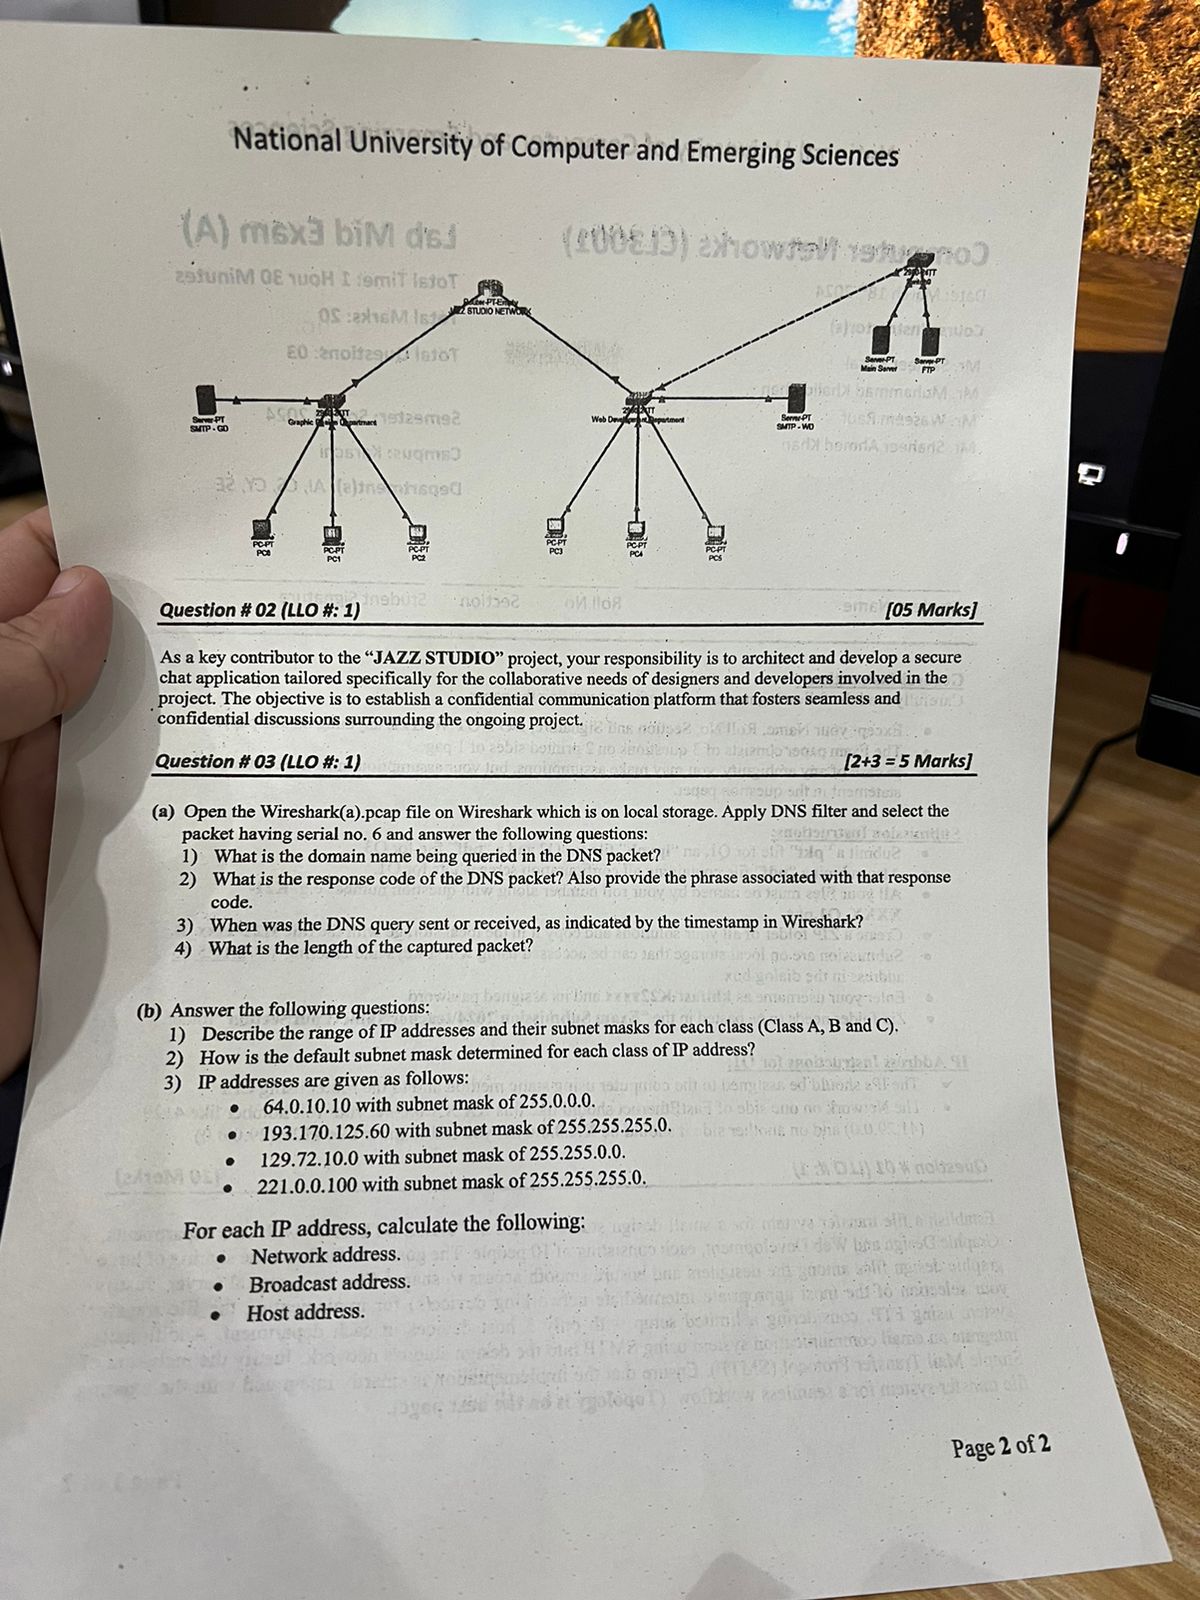 National University of Computer and Emerging Sciences
JAZZ STUDIO NETWORK
2960-24TT
Server-PT
Main Server
Server-PT
FTP
Server-PT
SMTP - GD
Graphic Design Department
Web Development Department
Server-PT
SMTP - WD
PC-PT
PC0
PC-PT
PC1
PC-PT
PC2
PC-PT
PC3
PC-PT
PC4
PC-PT
PC5
Question # 02 (LLO #: 1) [05 Marks]
As a key contributor to the “JAZZ STUDIO” project, your responsibility is to architect and develop a secure
chat application tailored specifically for the collaborative needs of designers and developers involved in the
project. The objective is to establish a confidential communication platform that fosters seamless and
confidential discussions surrounding the ongoing project.
Question # 03 (LLO #: 1) [2+3 = 5 Marks]
(a) Open the Wireshark(a).pcap file on Wireshark which is on local storage. Apply DNS filter and select the
packet having serial no. 6 and answer the following questions:
1) What is the domain name being queried in the DNS packet?
2) What is the response code of the DNS packet? Also provide the phrase associated with that response
code.
3) When was the DNS query sent or received, as indicated by the timestamp in Wireshark?
4) What is the length of the captured packet?
(b) Answer the following questions:
1) Describe the range of IP addresses and their subnet masks for each class (Class A, B and C).
2) How is the default subnet mask determined for each class of IP address?
3) IP addresses are given as follows:
• 64.0.10.10 with subnet mask of 255.0.0.0.
• 193.170.125.60 with subnet mask of 255.255.255.0.
• 129.72.10.0 with subnet mask of 255.255.0.0.
• 221.0.0.100 with subnet mask of 255.255.255.0.
For each IP address, calculate the following:
• Network address.
• Broadcast address.
• Host address.
Page 2 of 2